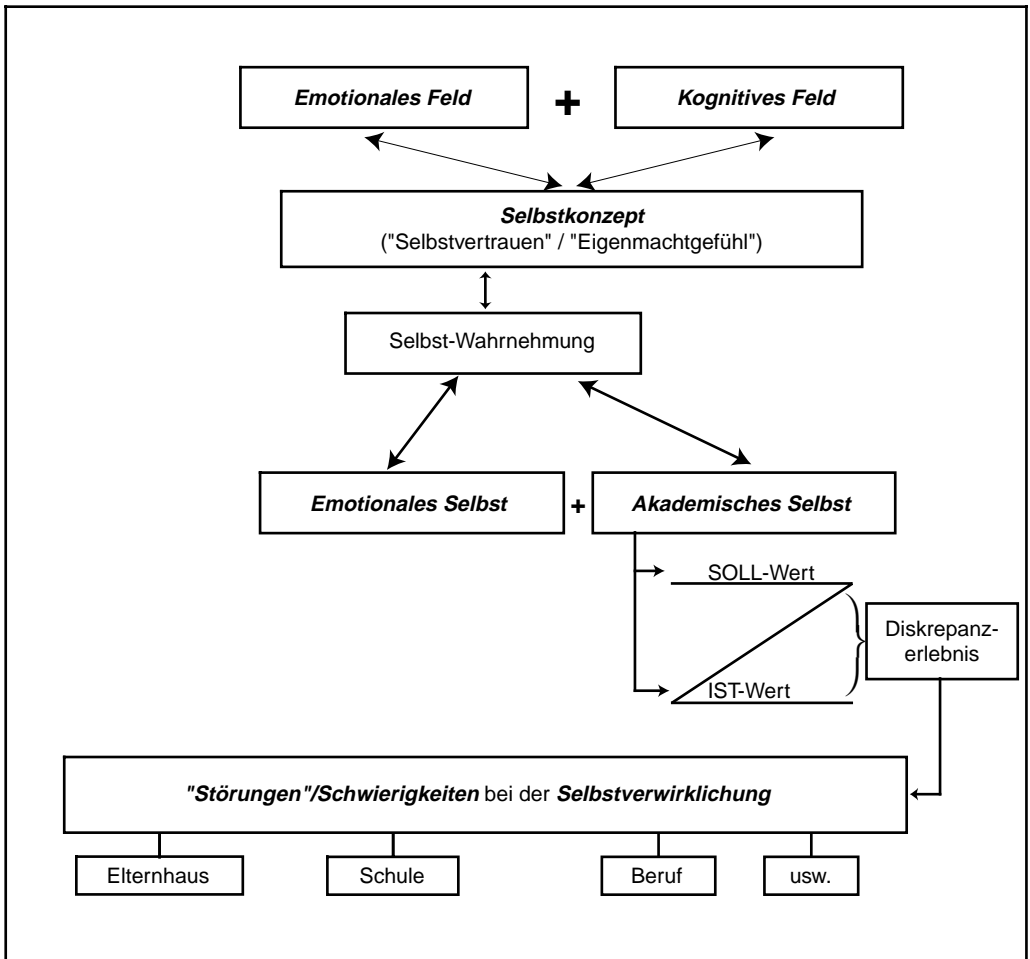 Emotionales Feld + Kognitives Feld
Selbstkonzept
("Selbstvertrauen" / "Eigenmachtgefühl")
Selbst-Wahrnehmung
Emotionales Selbst + Akademisches Selbst
SOLL-Wert
Diskrepanz-
erlebnis
IST-Wert
"Störungen"/Schwierigkeiten bei der Selbstverwirklichung
Elternhaus
Schule
Beruf
usw.